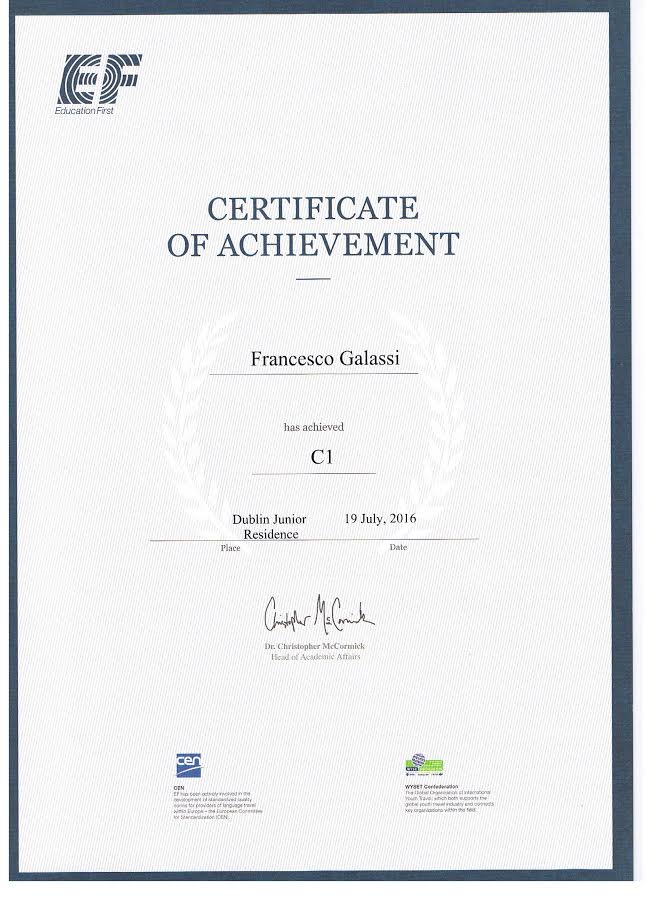 EF
Education First
CERTIFICATE
OF ACHIEVEMENT
Francesco Galassi
has achieved
C1
Dublin Junior 19 July, 2016
Residence
Place Date
Christopher McCormick
Dr. Christopher McCormick
Head of Academic Affairs
cen
CEN
EF has been actively involved in the
development of standardized quality
norms for providers of language travel
within Europe – the European Committee
for Standardization (CEN).
WYSE
WYSET Confederation
The Global Organisation of International
Youth Travel, which both supports the
global youth travel industry and connects
key organizations within the field.